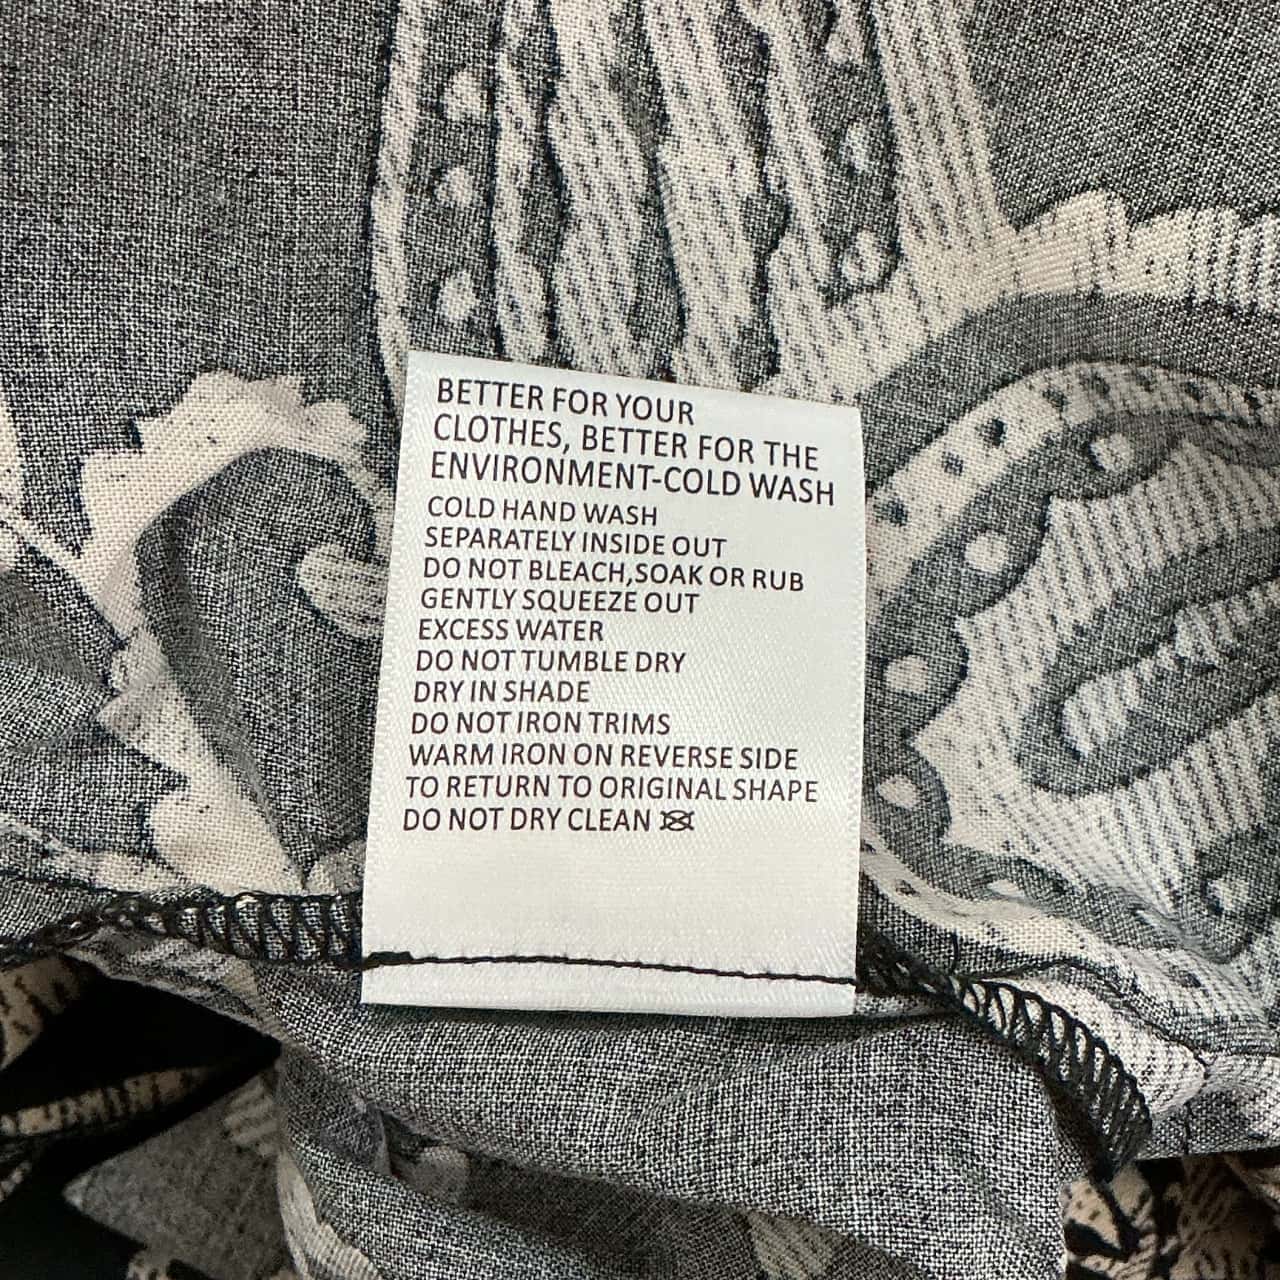 BETTER FOR YOUR
CLOTHES, BETTER FOR THE
ENVIRONMENT-COLD WASH
COLD HAND WASH
SEPARATELY INSIDE OUT
DO NOT BLEACH,SOAK OR RUB
GENTLY SQUEEZE OUT
EXCESS WATER
DO NOT TUMBLE DRY
DRY IN SHADE
DO NOT IRON TRIMS
WARM IRON ON REVERSE SIDE
TO RETURN TO ORIGINAL SHAPE
DO NOT DRY CLEAN